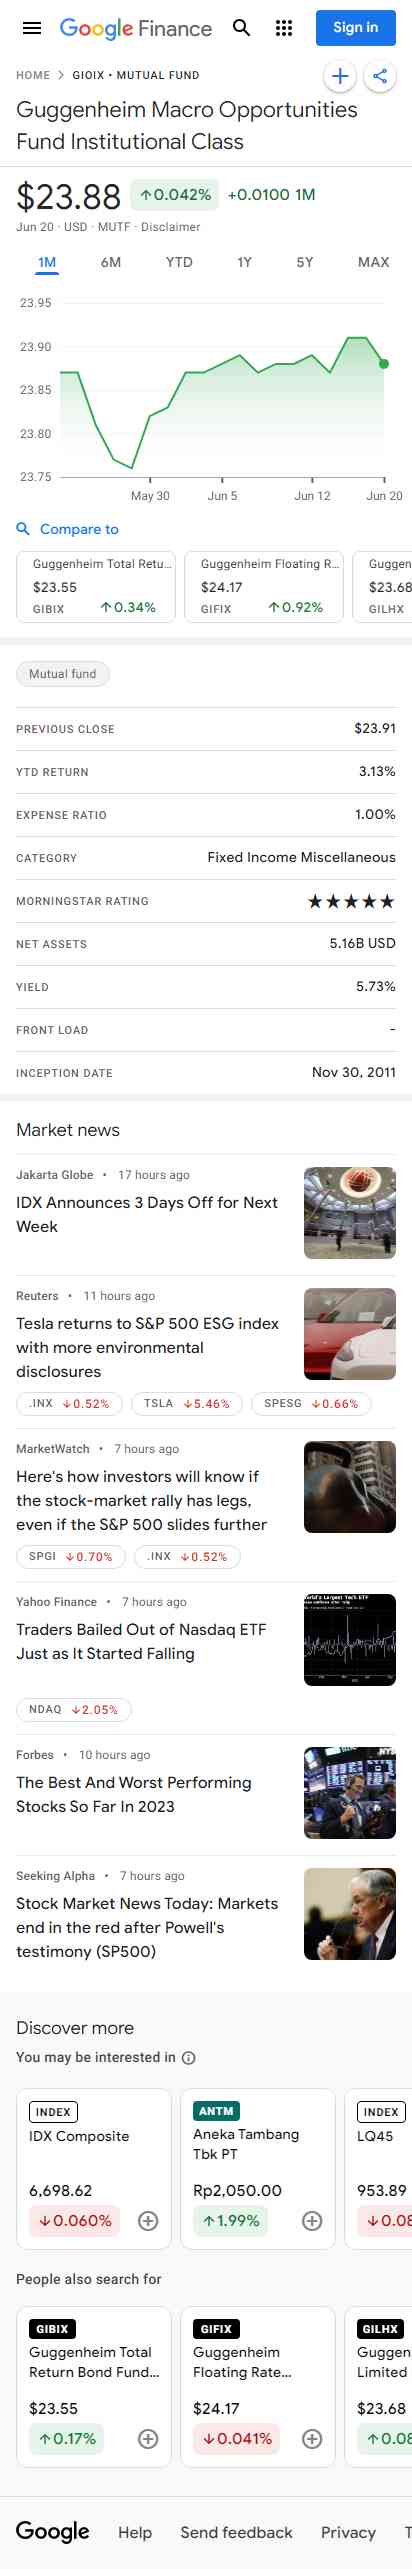 Google Finance
Sign in
HOME > GIOIX • MUTUAL FUND
Guggenheim Macro Opportunities
Fund Institutional Class
$23.88 ↑0.042% +0.0100 1M
Jun 20 · USD · MUTF · Disclaimer
1M 6M YTD 1Y 5Y MAX
23.95
23.90
23.85
23.80
23.75
May 30 Jun 5 Jun 12 Jun 20
Compare to
Guggenheim Total Retu... Guggenheim Floating R... Guggen
$23.55 $24.17 $23.68
GIBIX ↑0.34% GIFIX ↑0.92% GILHX
Mutual fund
PREVIOUS CLOSE $23.91
YTD RETURN 3.13%
EXPENSE RATIO 1.00%
CATEGORY Fixed Income Miscellaneous
MORNINGSTAR RATING ★★★★★
NET ASSETS 5.16B USD
YIELD 5.73%
FRONT LOAD -
INCEPTION DATE Nov 30, 2011
Market news
Jakarta Globe • 17 hours ago
IDX Announces 3 Days Off for Next
Week
Reuters • 11 hours ago
Tesla returns to S&P 500 ESG index
with more environmental
disclosures
.INX ↓0.52% TSLA ↓5.46% SPESG ↓0.66%
MarketWatch • 7 hours ago
Here's how investors will know if
the stock-market rally has legs,
even if the S&P 500 slides further
SPGI ↓0.70% .INX ↓0.52%
Yahoo Finance • 7 hours ago
World's Largest Tech ETF
Traders Bailed Out of Nasdaq ETF
Just as It Started Falling
NDAQ ↓2.05%
Forbes • 10 hours ago
The Best And Worst Performing
Stocks So Far In 2023
Seeking Alpha • 7 hours ago
Stock Market News Today: Markets
end in the red after Powell's
testimony (SP500)
Discover more
You may be interested in
INDEX ANTM INDEX
IDX Composite Aneka Tambang LQ45
Tbk PT
6,698.62 Rp2,050.00 953.89
↓0.060% ↑1.99% ↓0.08
People also search for
GIBIX GIFIX GILHX
Guggenheim Total Guggenheim Guggen
Return Bond Fund... Floating Rate... Limited
$23.55 $24.17 $23.68
↑0.17% ↓0.041% ↑0.08
Google Help Send feedback Privacy T